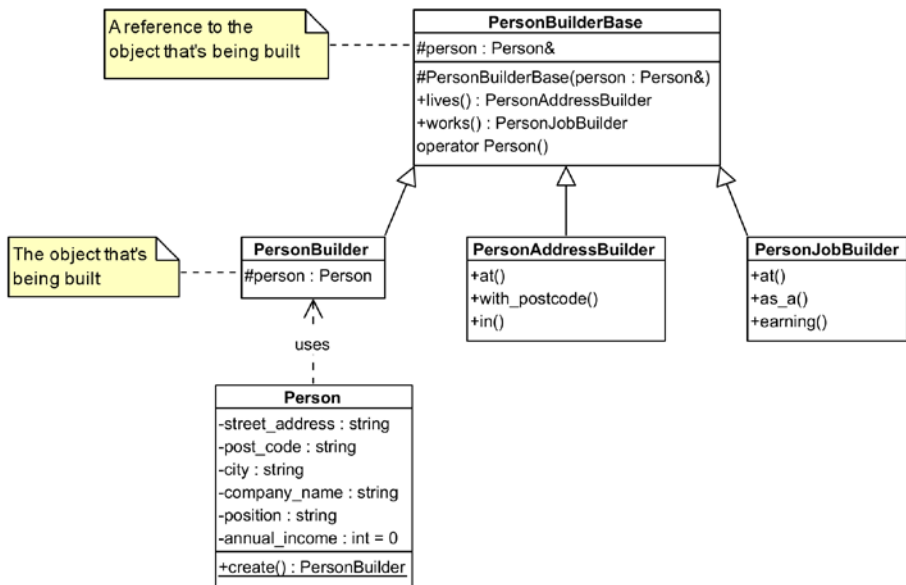 A reference to the
object that's being built
PersonBuilderBase
#person : Person&
#PersonBuilderBase(person : Person&)
+lives() : PersonAddressBuilder
+works() : PersonJobBuilder
operator Person()
The object that's
being built
PersonBuilder
#person : Person
PersonAddressBuilder
+at()
+with_postcode()
+in()
PersonJobBuilder
+at()
+as_a()
+earning()
uses
Person
-street_address : string
-post_code : string
-city : string
-company_name : string
-position : string
-annual_income : int = 0
+create() : PersonBuilder